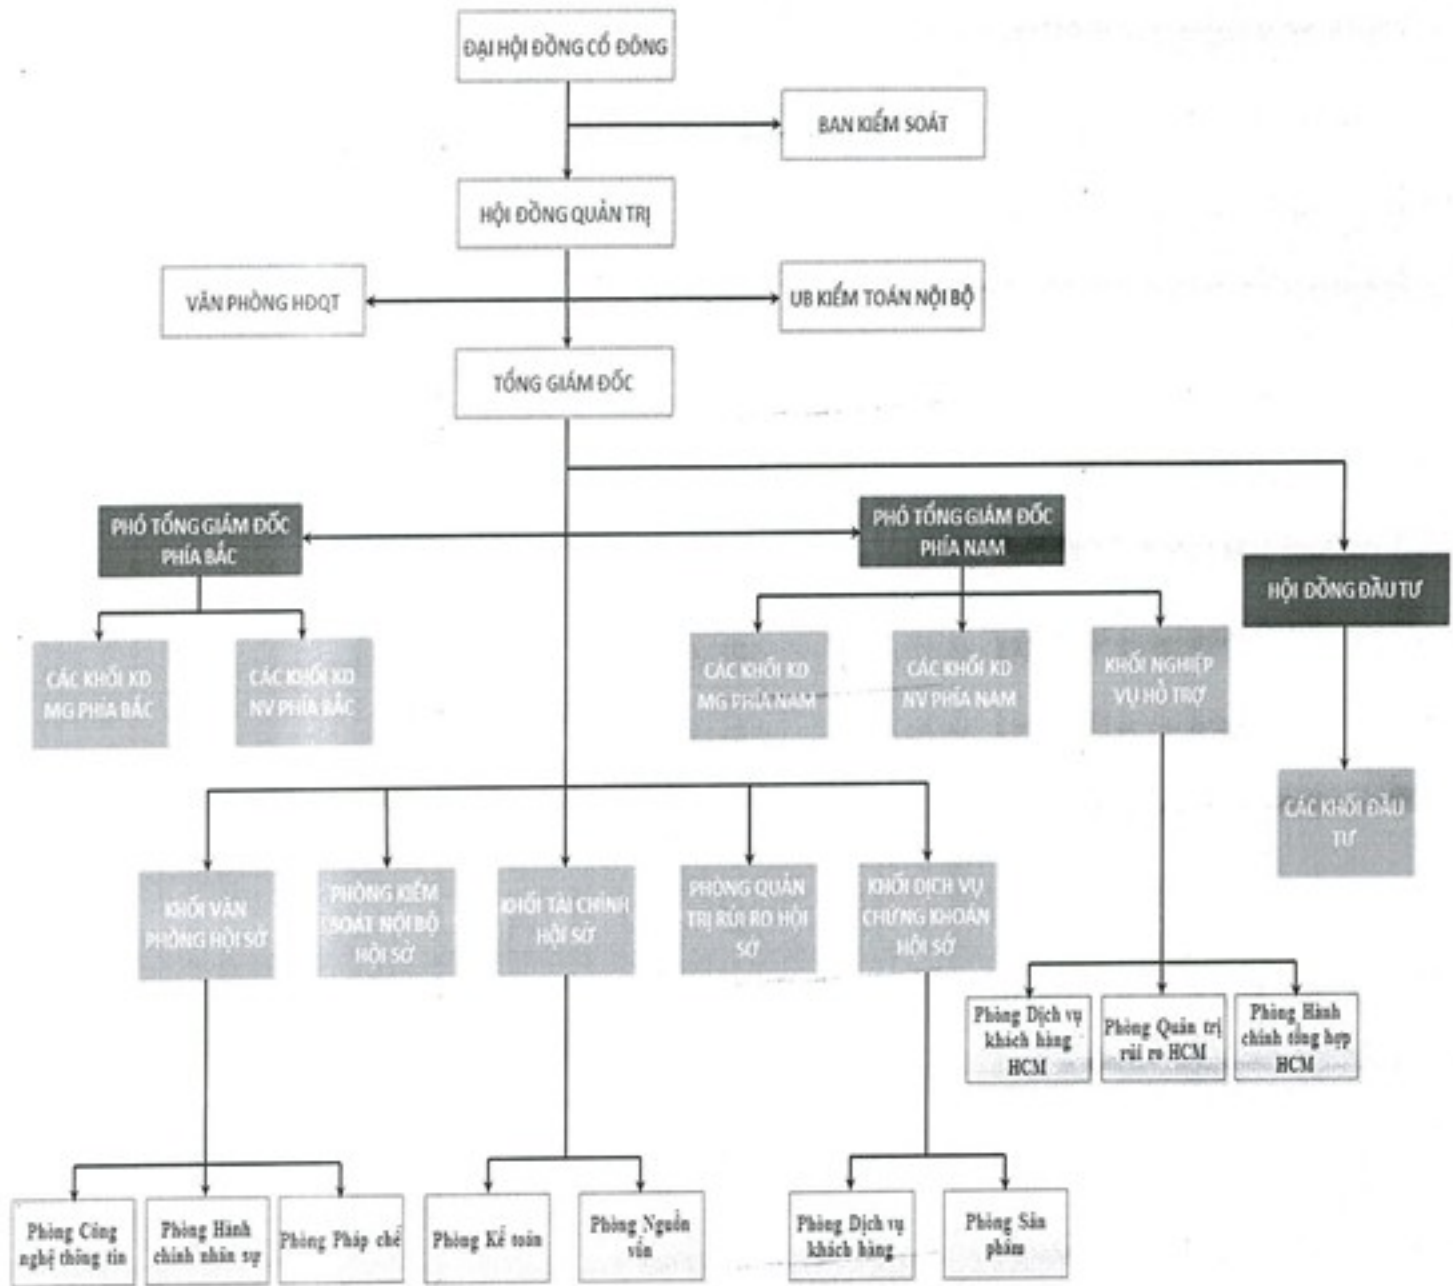 ĐẠI HỘI ĐỒNG CỔ ĐÔNG
BAN KIỂM SOÁT
HỘI ĐỒNG QUẢN TRỊ
VĂN PHÒNG HĐQT
UB KIỂM TOÁN NỘI BỘ
TỔNG GIÁM ĐỐC
PHÓ TỔNG GIÁM ĐỐC
PHÍA BẮC
PHÓ TỔNG GIÁM ĐỐC
PHÍA NAM
HỘI ĐỒNG ĐẦU TƯ
CÁC KHỐI KD
MG PHÍA BẮC
CÁC KHỐI KD
NV PHÍA BẮC
CÁC KHỐI KD
MG PHÍA NAM
CÁC KHỐI KD
NV PHÍA NAM
KHỐI NGHIỆP
VỤ HỖ TRỢ
CÁC KHỐI ĐẦU
TƯ
KHỐI VĂN
PHÒNG HỘI SỞ
PHÒNG KIỂM
SOÁT NỘI BỘ
HỘI SỞ
KHỐI TÀI CHÍNH
HỘI SỞ
PHÒNG QUẢN
TRỊ RỦI RO HỘI
SỞ
KHỐI DỊCH VỤ
CHỨNG KHOÁN
HỘI SỞ
Phòng Dịch vụ
khách hàng
HCM
Phòng Quản trị
rủi ro HCM
Phòng Hành
chính tổng hợp
HCM
Phòng Công
nghệ thông tin
Phòng Hành
chính nhân sự
Phòng Pháp chế
Phòng Kế toán
Phòng Nguồn
vốn
Phòng Dịch vụ
khách hàng
Phòng Sản
phẩm